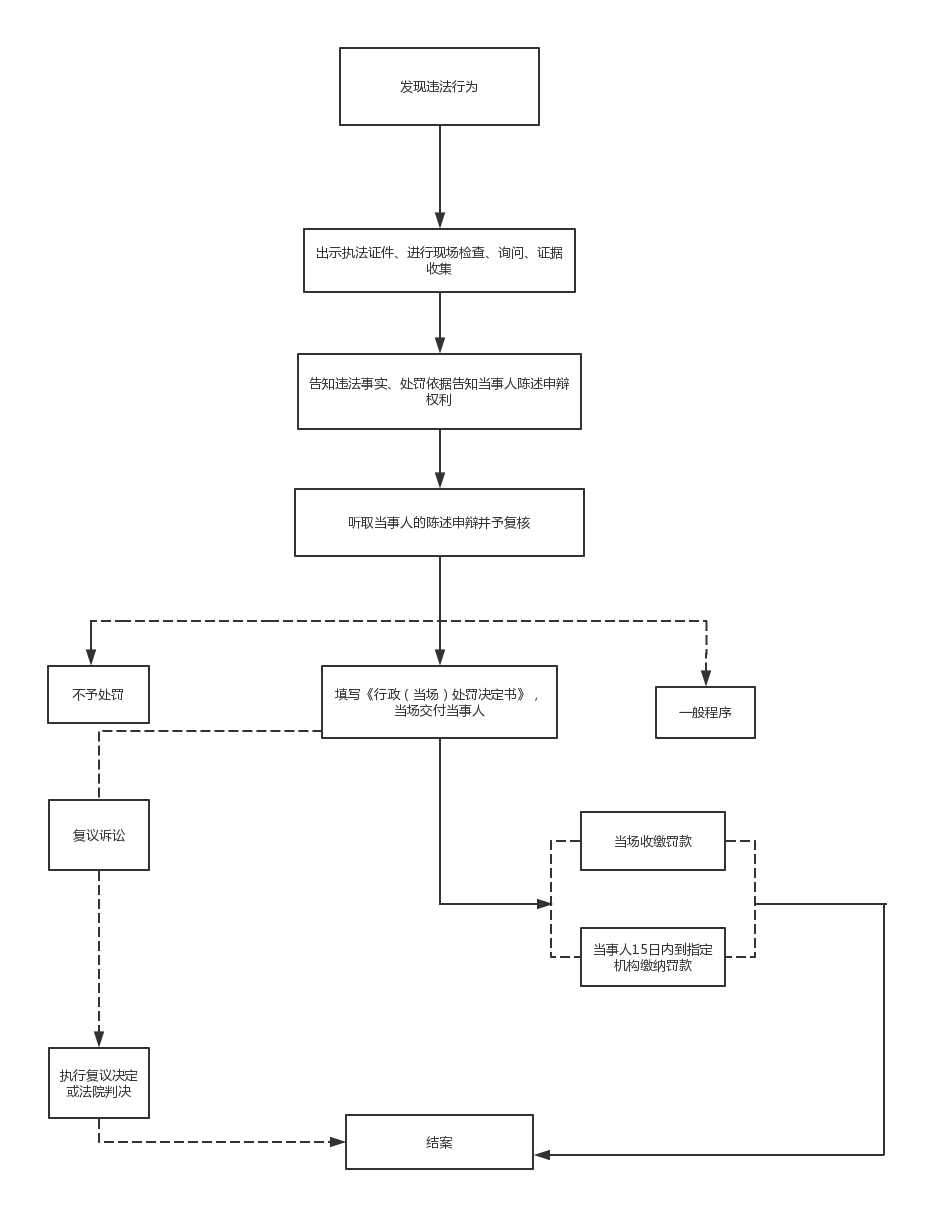 发现违法行为
出示执法证件、进行现场检查、询问、证据
收集
告知违法事实、处罚依据告知当事人陈述申辩
权利
听取当事人的陈述申辩并予复核
不予处罚
填写《行政（当场）处罚决定书》，
当场交付当事人
一般程序
复议诉讼
当场收缴罚款
当事人15日内到指定
机构缴纳罚款
执行复议决定
或法院判决
结案